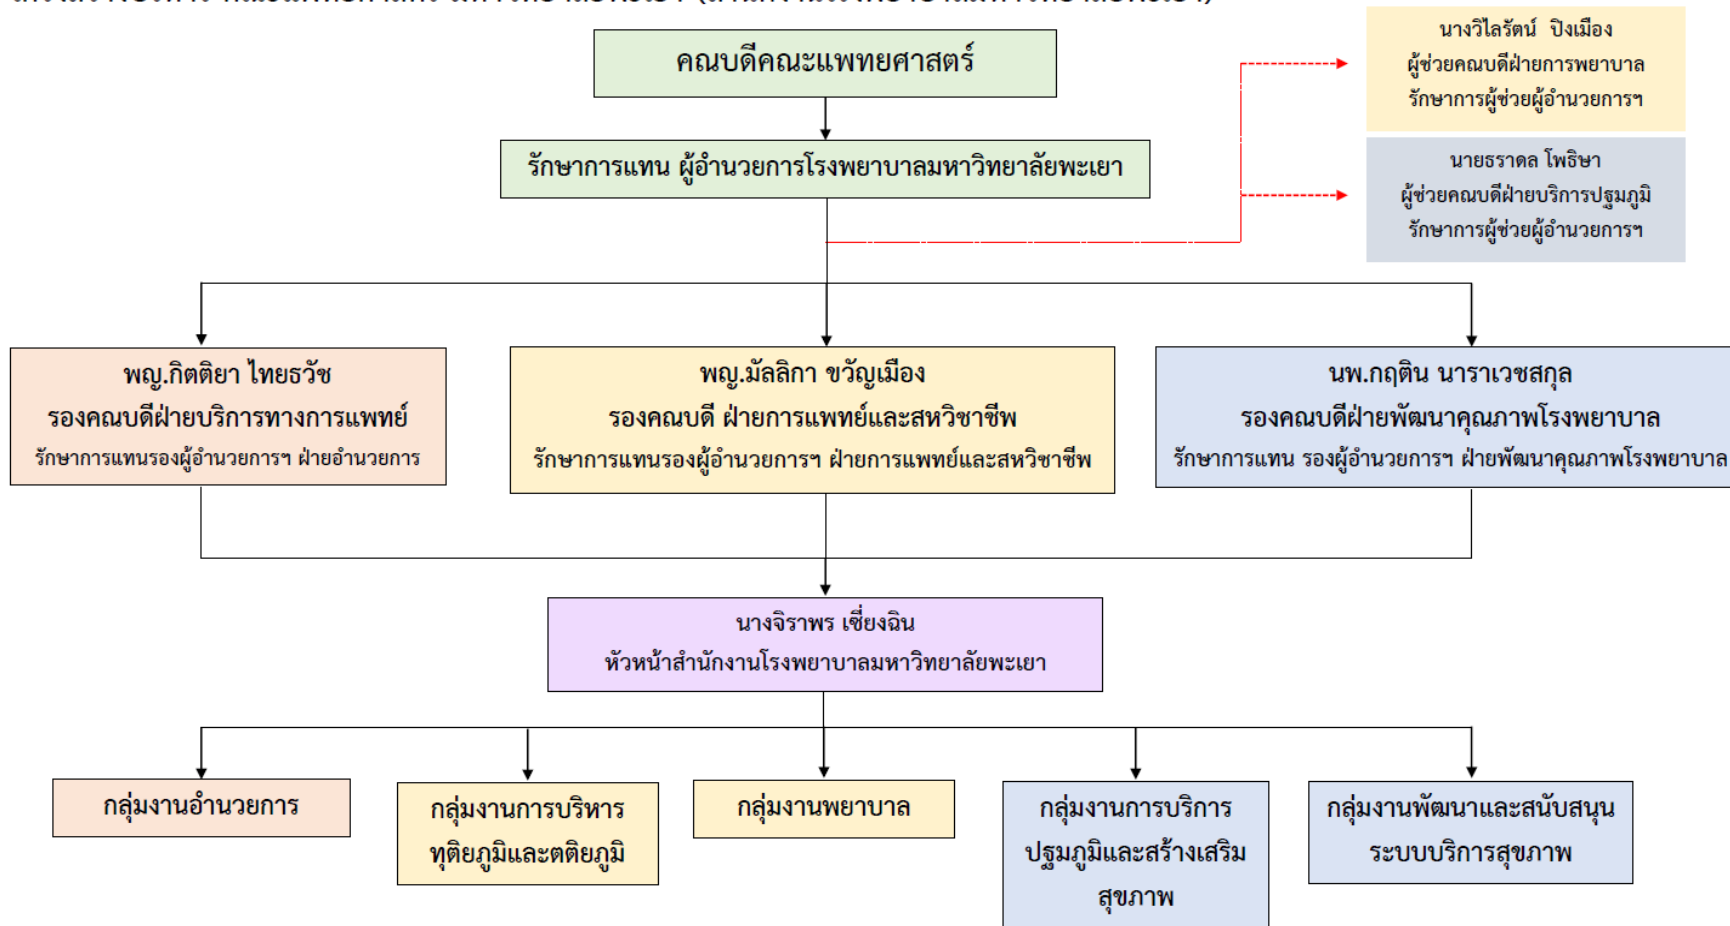 คณบดีคณะแพทยศาสตร์
นางวิไลรัตน์ ปิงเมือง
ผู้ช่วยคณบดีฝ่ายการพยาบาล
รักษาการผู้ช่วยผู้อำนวยการฯ
รักษาการแทน ผู้อำนวยการโรงพยาบาลมหาวิทยาลัยพะเยา
นายธราดล โพธิษา
ผู้ช่วยคณบดีฝ่ายบริการปฐมภูมิ
รักษาการผู้ช่วยผู้อำนวยการฯ
พญ.กิตติยา ไทยธวัช
รองคณบดีฝ่ายบริการทางการแพทย์
รักษาการแทนรองผู้อำนวยการฯ ฝ่ายอำนวยการ
พญ.มัลลิกา ขวัญเมือง
รองคณบดี ฝ่ายการแพทย์และสหวิชาชีพ
รักษาการแทนรองผู้อำนวยการฯ ฝ่ายการแพทย์และสหวิชาชีพ
นพ.กฤติน นาราเวชสกุล
รองคณบดีฝ่ายพัฒนาคุณภาพโรงพยาบาล
รักษาการแทน รองผู้อำนวยการฯ ฝ่ายพัฒนาคุณภาพโรงพยาบาล
นางจิราพร เซี่ยงฉิน
หัวหน้าสำนักงานโรงพยาบาลมหาวิทยาลัยพะเยา
กลุ่มงานอำนวยการ
กลุ่มงานการบริหาร
ทุติยภูมิและตติยภูมิ
กลุ่มงานพยาบาล
กลุ่มงานการบริการ
ปฐมภูมิและสร้างเสริม
สุขภาพ
กลุ่มงานพัฒนาและสนับสนุน
ระบบบริการสุขภาพ